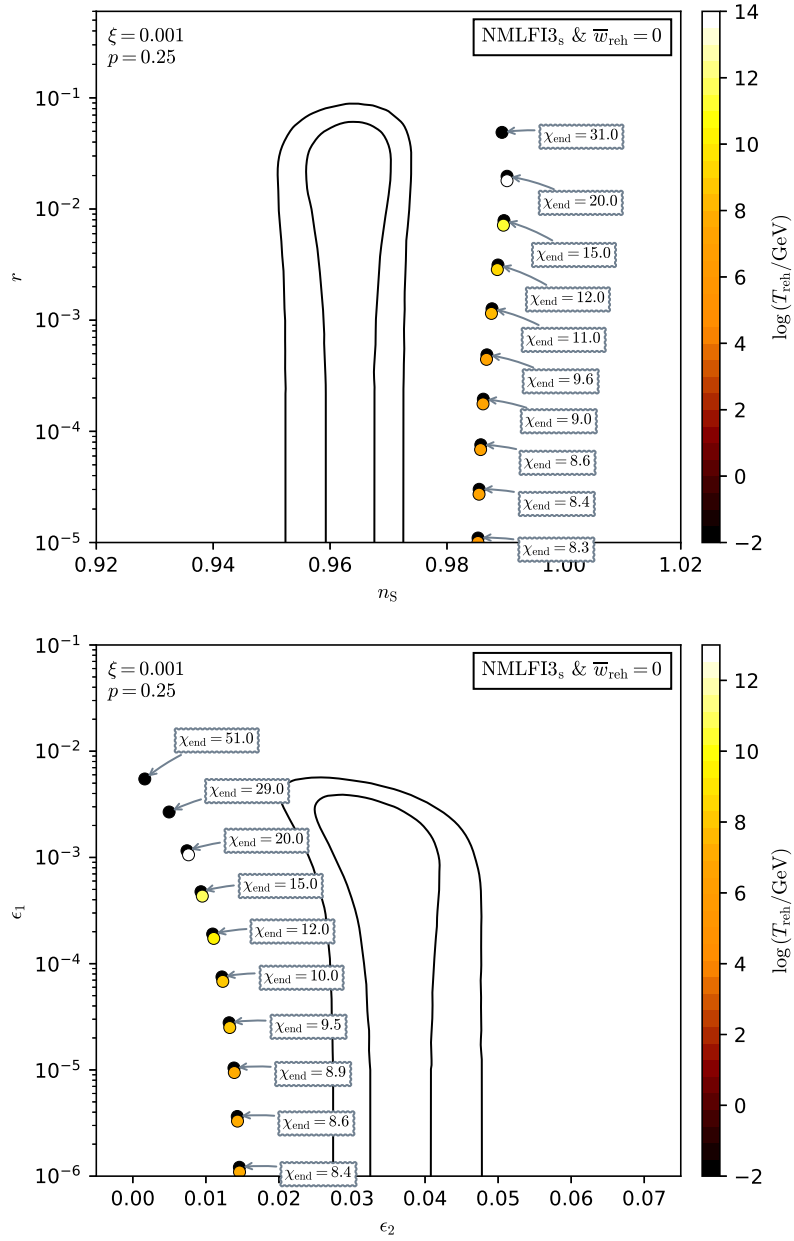 ξ = 0.001
p = 0.25
NMLFI3s & w̅reh = 0
10⁻¹
10⁻²
10⁻³
10⁻⁴
10⁻⁵
r
χend = 31.0
χend = 20.0
χend = 15.0
χend = 12.0
χend = 11.0
χend = 9.6
χend = 9.0
χend = 8.6
χend = 8.4
χend = 8.3
0.92 0.94 0.96 0.98 1.00 1.02
nS
14
12
10
8
6
4
2
0
−2
log (Treh/GeV)
ξ = 0.001
p = 0.25
NMLFI3s & w̅reh = 0
10⁻¹
10⁻²
10⁻³
10⁻⁴
10⁻⁵
10⁻⁶
ϵ1
χend = 51.0
χend = 29.0
χend = 20.0
χend = 15.0
χend = 12.0
χend = 10.0
χend = 9.5
χend = 8.9
χend = 8.6
χend = 8.4
0.00 0.01 0.02 0.03 0.04 0.05 0.06 0.07
ϵ2
12
10
8
6
4
2
0
−2
log (Treh/GeV)